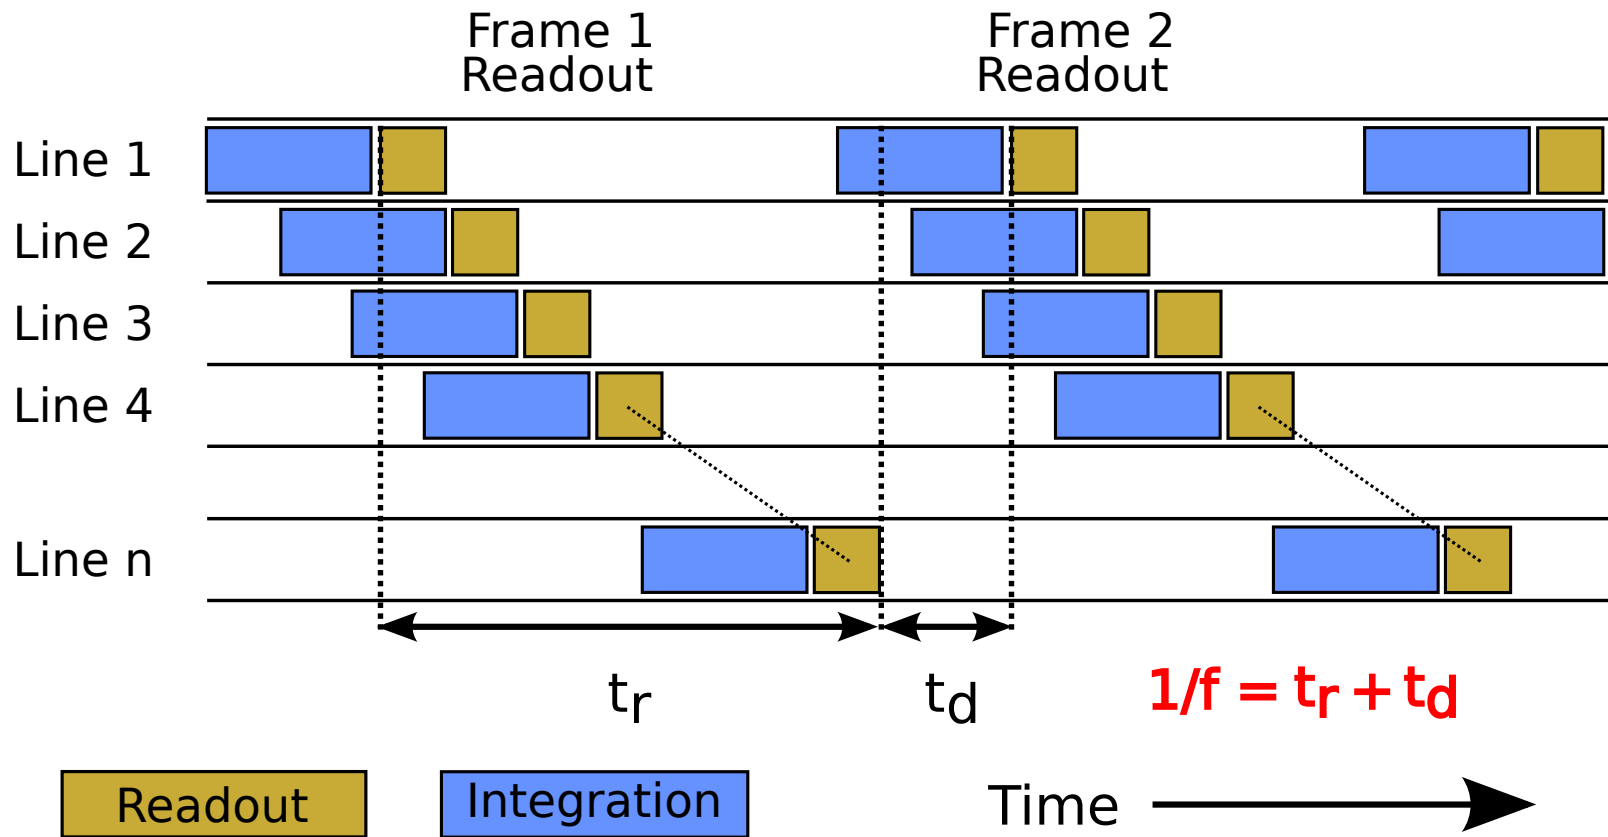 Frame 1 Readout
Frame 2 Readout
Line 1
Line 2
Line 3
Line 4
Line n
tr
td
1/f = tr + td
Readout
Integration
Time